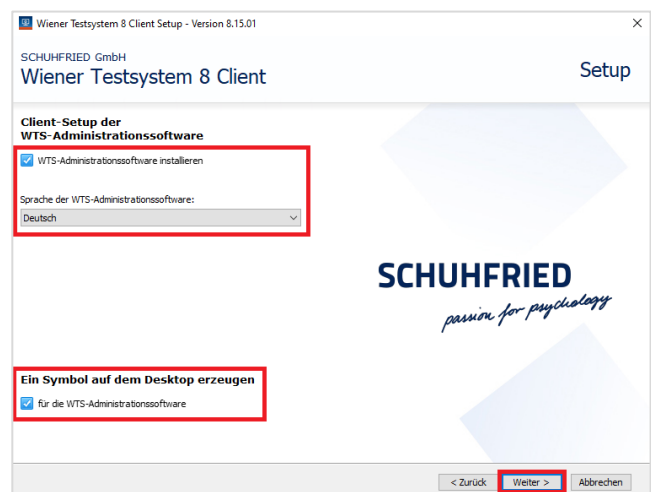 Wiener Testsystem 8 Client Setup - Version 8.15.01
SCHUHFRIED GmbH
Wiener Testsystem 8 Client
Setup
Client-Setup der
WTS-Administrationssoftware
WTS-Administrationssoftware installieren
Sprache der WTS-Administrationssoftware:
Deutsch
SCHUHFRIED
passion for psychology
Ein Symbol auf dem Desktop erzeugen
für die WTS-Administrationssoftware
< Zurück Weiter > Abbrechen